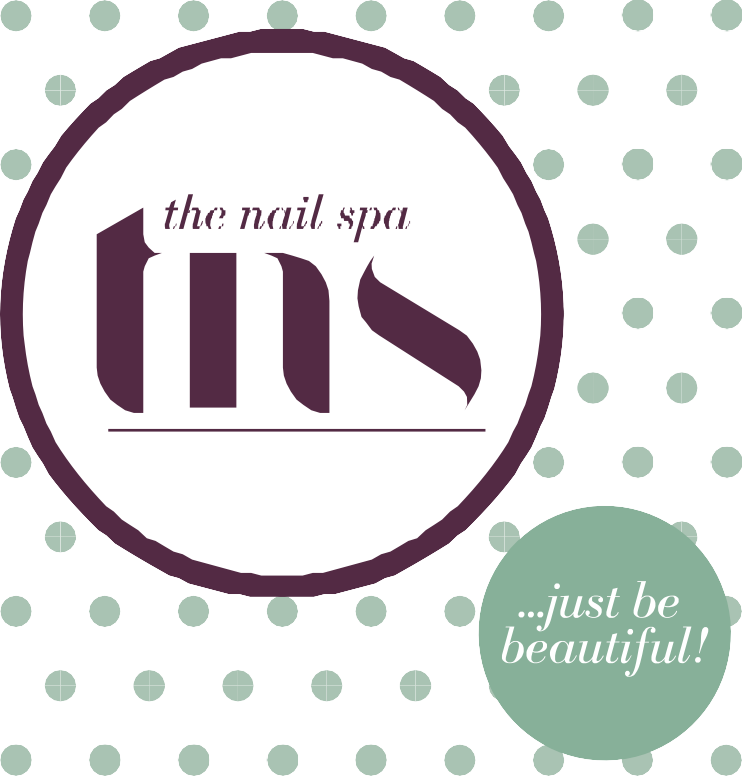 the nail spa
tns
...just be
beautiful!